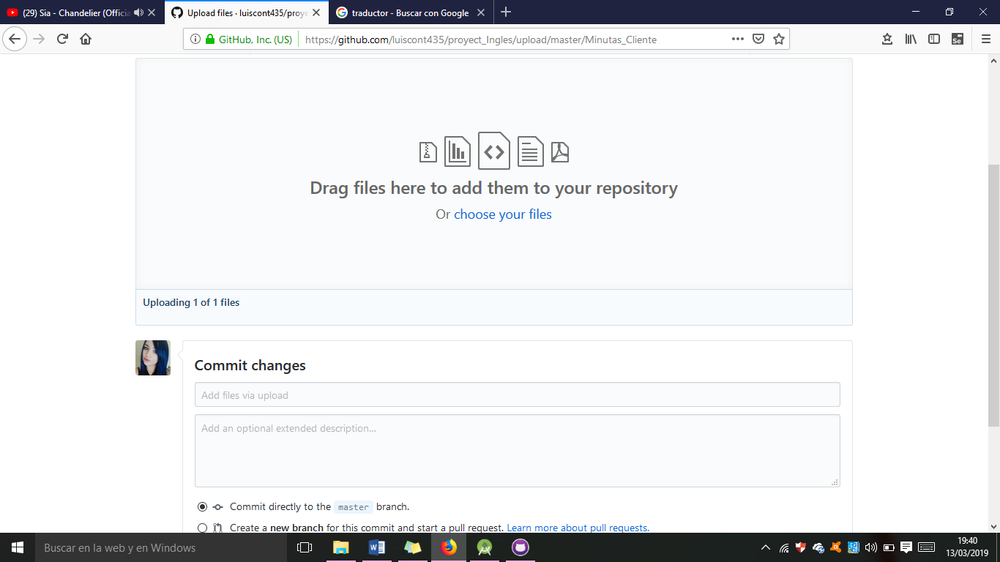 (29) Sia - Chandelier (Officia
Upload files · luiscont435/proye
traductor - Buscar con Google
GitHub, Inc. (US)
https://github.com/luiscont435/proyect_Ingles/upload/master/Minutas_Cliente
Se
Drag files here to add them to your repository
Or choose your files
Uploading 1 of 1 files
Commit changes
Add files via upload
Add an optional extended description...
Commit directly to the master branch.
Create a new branch for this commit and start a pull request. Learn more about pull requests.
Buscar en la web y en Windows
19:40
13/03/2019